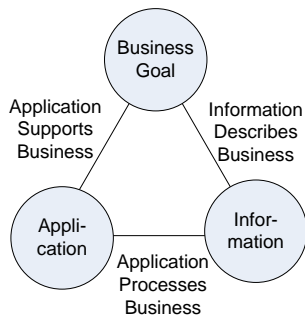 Business
Goal
Application
Supports
Business
Information
Describes
Business
Appli-
cation
Infor-
mation
Application
Processes
Business